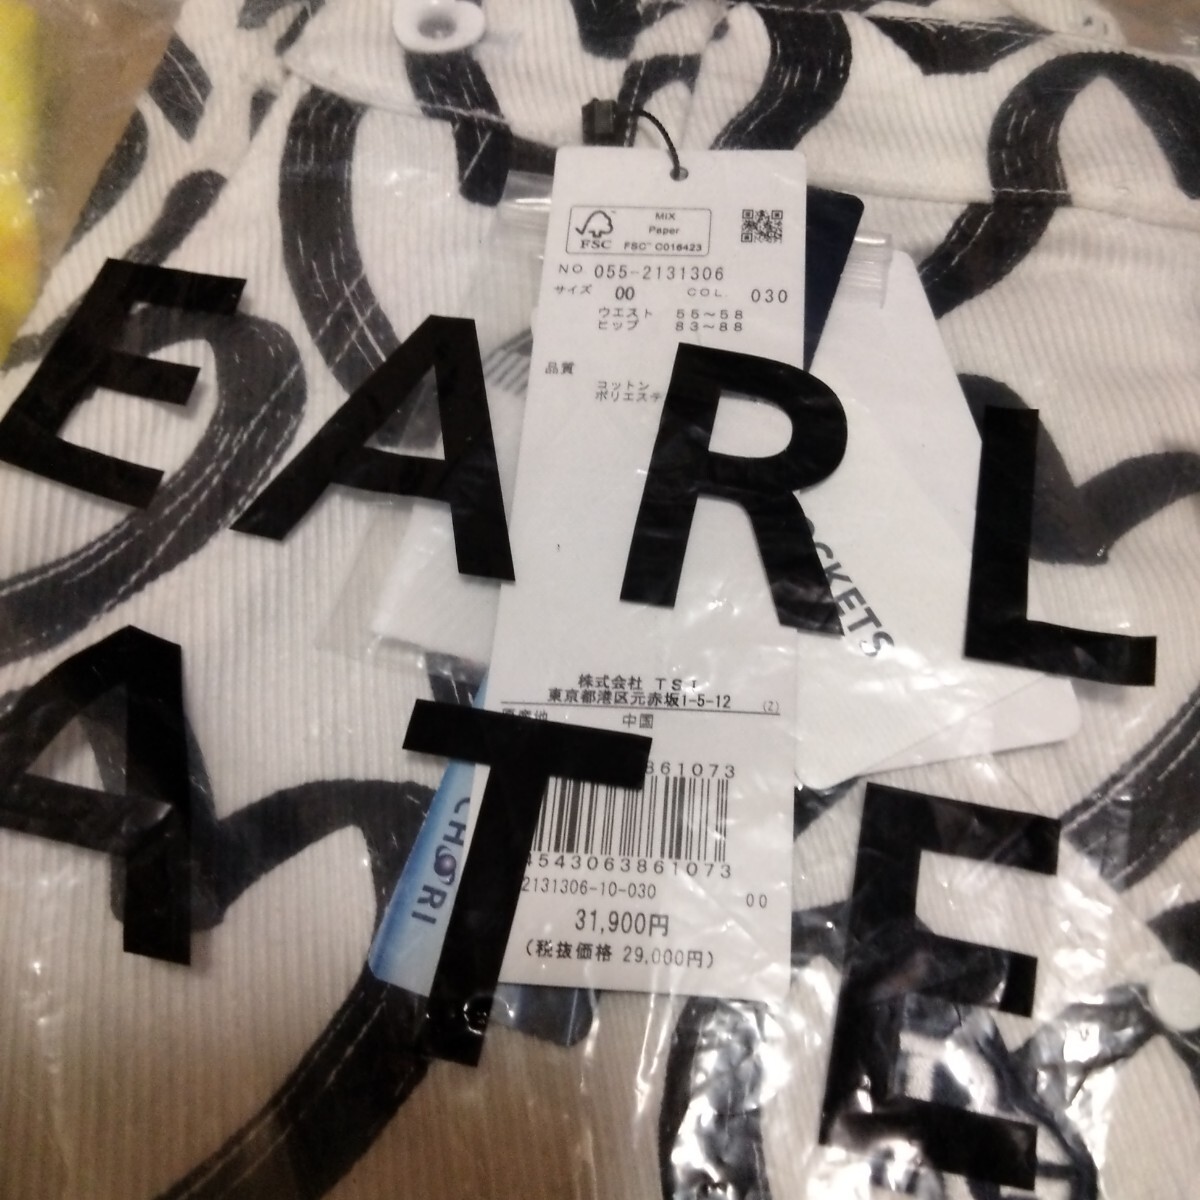 MIX
Paper
FSC™ C016423
FSC
NO 055-2131306
サイズ 00 COL. 030
ウエスト 55～58
ヒップ 83～88
品質
コットン
ポリエステ
E A R L
CKETS
株式会社 TSI
東京都港区元赤坂1-5-12
(Z)
原産地 中国
A T E
861073
4543063861073
2131306-10-030 00
31,900円
(税抜価格 29,000円)
CHORI